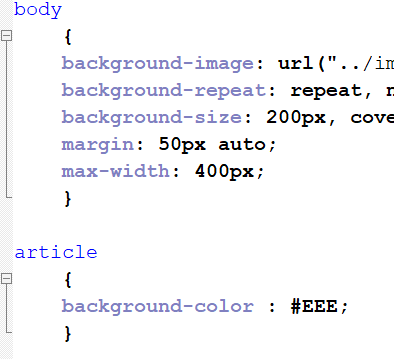 body
{
background-image: url("../im
background-repeat: repeat, n
background-size: 200px, cove
margin: 50px auto;
max-width: 400px;
}
article
{
background-color : #EEE;
}